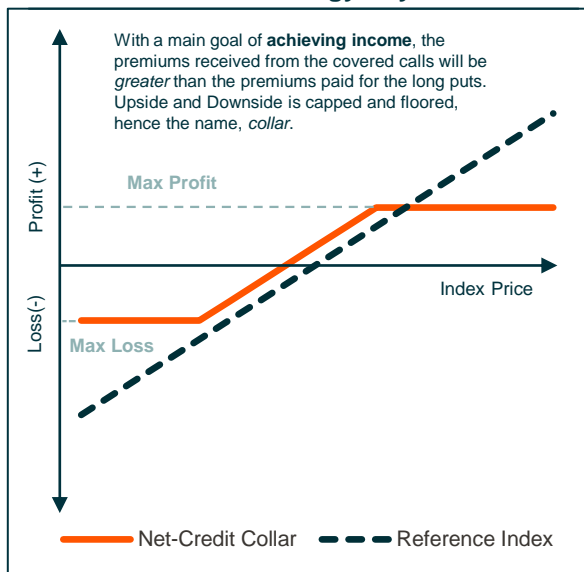 With a main goal of achieving income, the
premiums received from the covered calls will be
greater than the premiums paid for the long puts.
Upside and Downside is capped and floored,
hence the name, collar.
Profit (+)
Max Profit
Index Price
Loss(-)
Max Loss
Net-Credit Collar
Reference Index